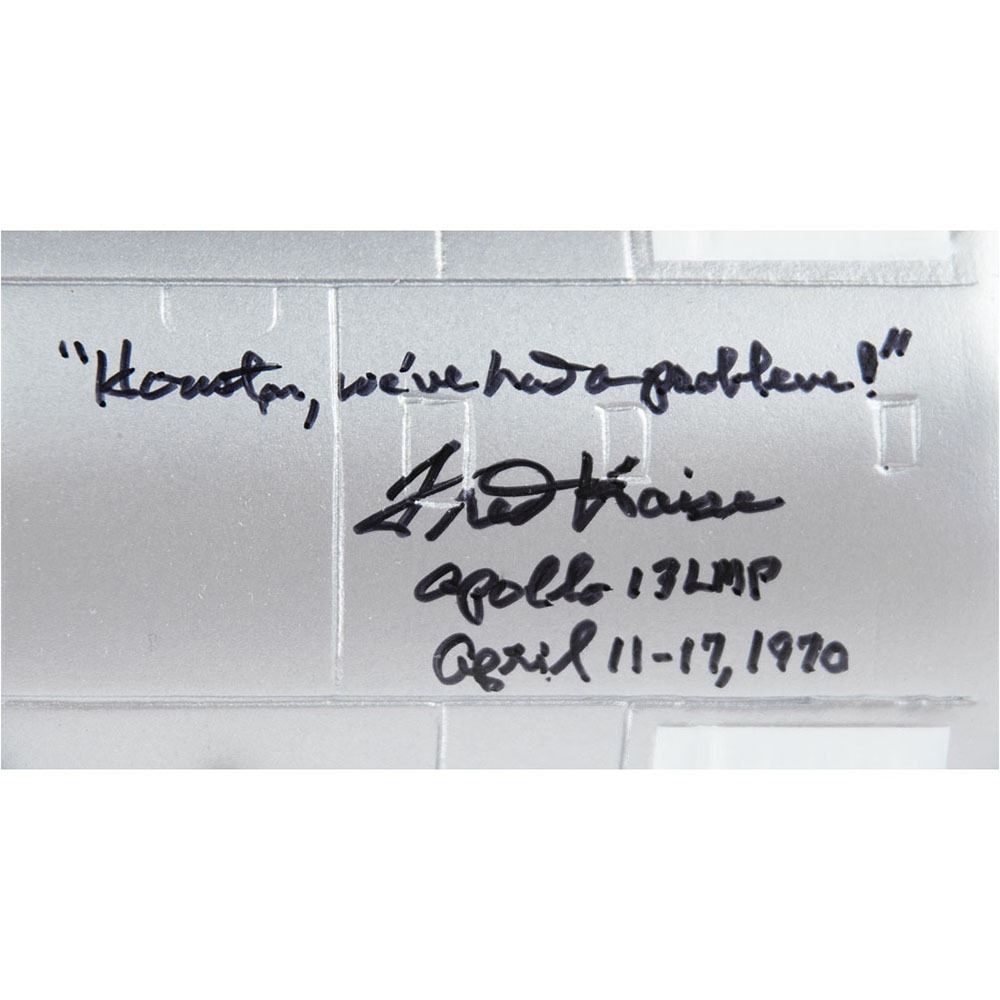 "Houston, we've had a problem!"
Fred Haise
Apollo 13 LMP
April 11-17, 1970